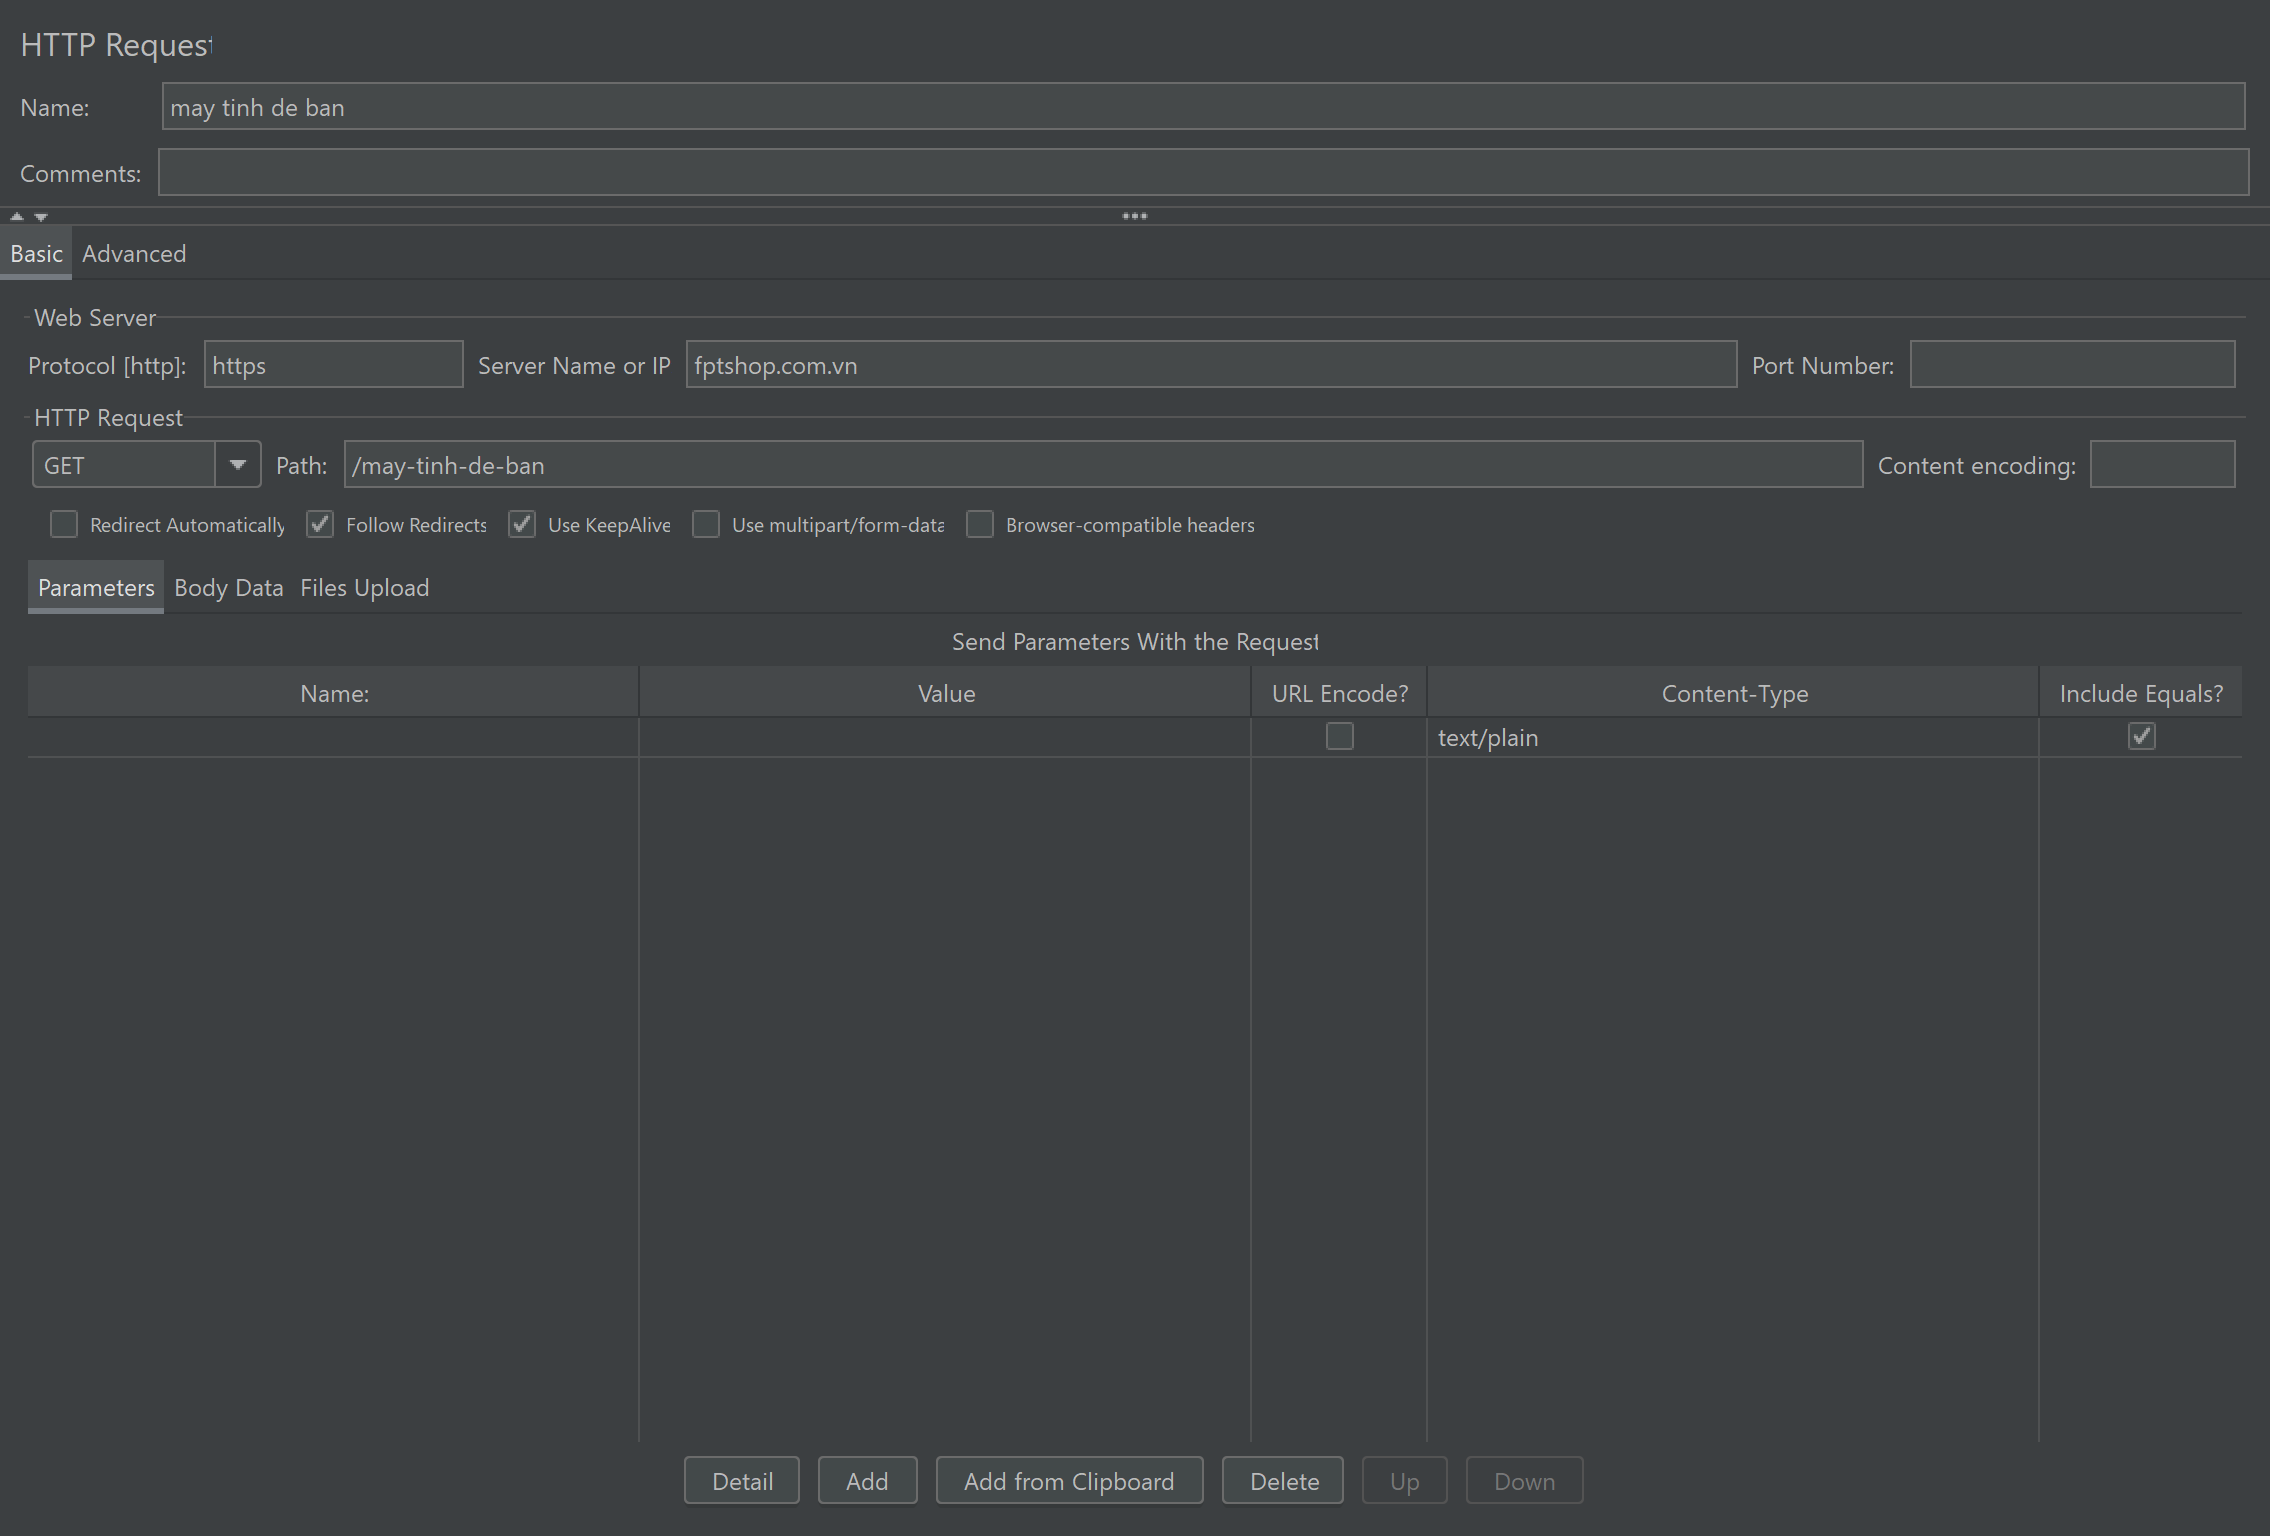 HTTP Request
Name: may tinh de ban
Comments:
Basic Advanced
Web Server
Protocol [http]: https Server Name or IP fptshop.com.vn Port Number:
HTTP Request
GET Path: /may-tinh-de-ban Content encoding:
Redirect Automatically Follow Redirects Use KeepAlive Use multipart/form-data Browser-compatible headers
Parameters Body Data Files Upload
Send Parameters With the Request
Name: Value URL Encode? Content-Type Include Equals?
text/plain
Detail Add Add from Clipboard Delete Up Down